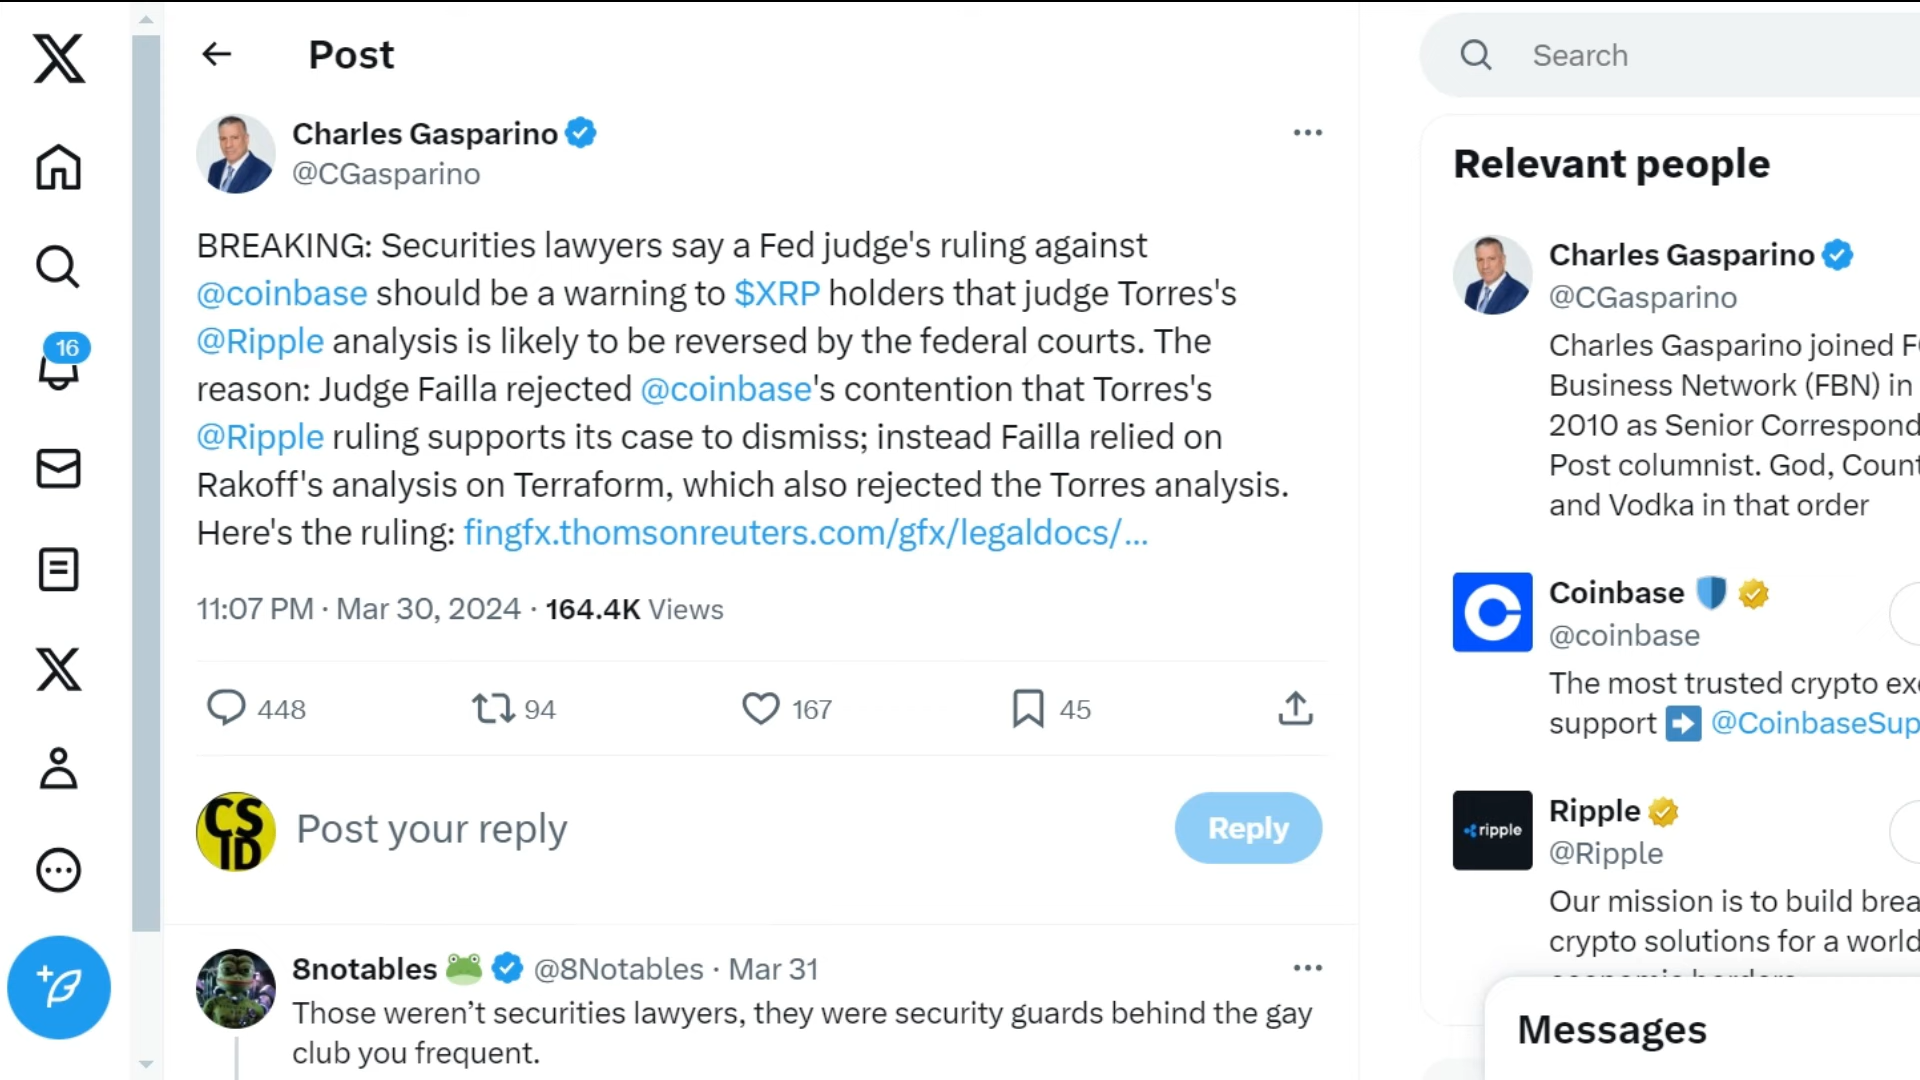 Post
Charles Gasparino
@CGasparino
BREAKING: Securities lawyers say a Fed judge's ruling against
@coinbase should be a warning to $XRP holders that judge Torres's
@Ripple analysis is likely to be reversed by the federal courts. The
reason: Judge Failla rejected @coinbase's contention that Torres's
@Ripple ruling supports its case to dismiss; instead Failla relied on
Rakoff's analysis on Terraform, which also rejected the Torres analysis.
Here's the ruling: fingfx.thomsonreuters.com/gfx/legaldocs/…
11:07 PM · Mar 30, 2024 · 164.4K Views
448 94 167 45
CS
ID
Post your reply
Reply
8notables @8Notables · Mar 31
Those weren’t securities lawyers, they were security guards behind the gay
club you frequent.
16
Search
Relevant people
Charles Gasparino
@CGasparino
Charles Gasparino joined
Business Network (FBN) in
2010 as Senior Correspond
Post columnist. God, Count
and Vodka in that order
Coinbase
@coinbase
The most trusted crypto
support @CoinbaseSup
ripple
Ripple
@Ripple
Our mission is to build brea
crypto solutions for a world
Messages